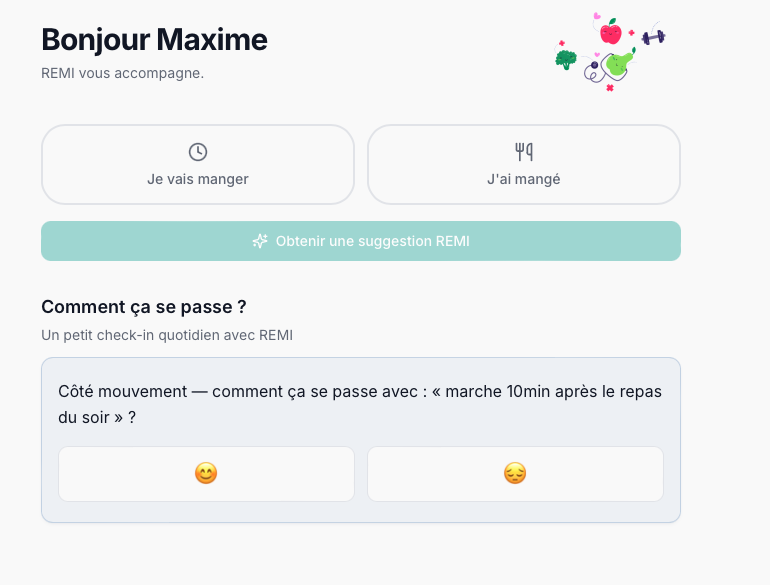 Bonjour Maxime
REMI vous accompagne.
Je vais manger
J'ai mangé
Obtenir une suggestion REMI
Comment ça se passe ?
Un petit check-in quotidien avec REMI
Côté mouvement — comment ça se passe avec : « marche 10min après le repas
du soir » ?